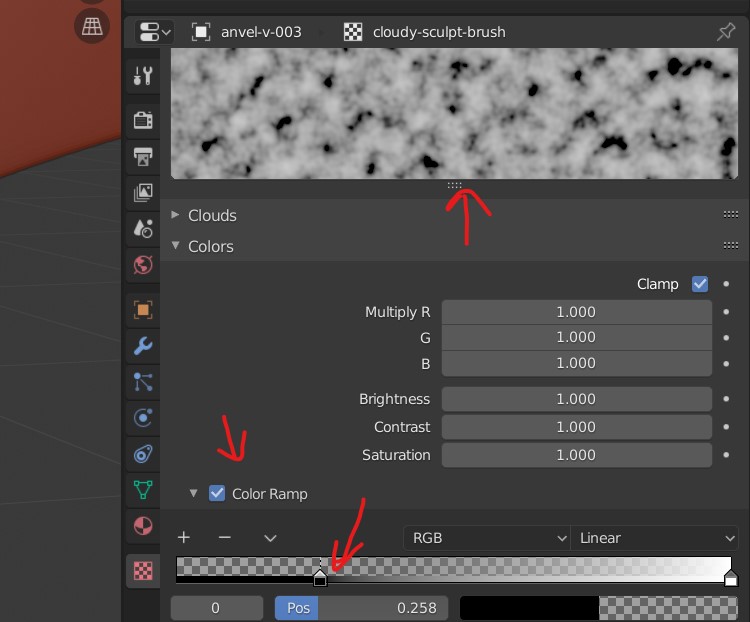 anvel-v-003 cloudy-sculpt-brush
Clouds
Colors
Clamp
Multiply R 1.000
G 1.000
B 1.000
Brightness 1.000
Contrast 1.000
Saturation 1.000
Color Ramp
+ − RGB Linear
0 Pos 0.258